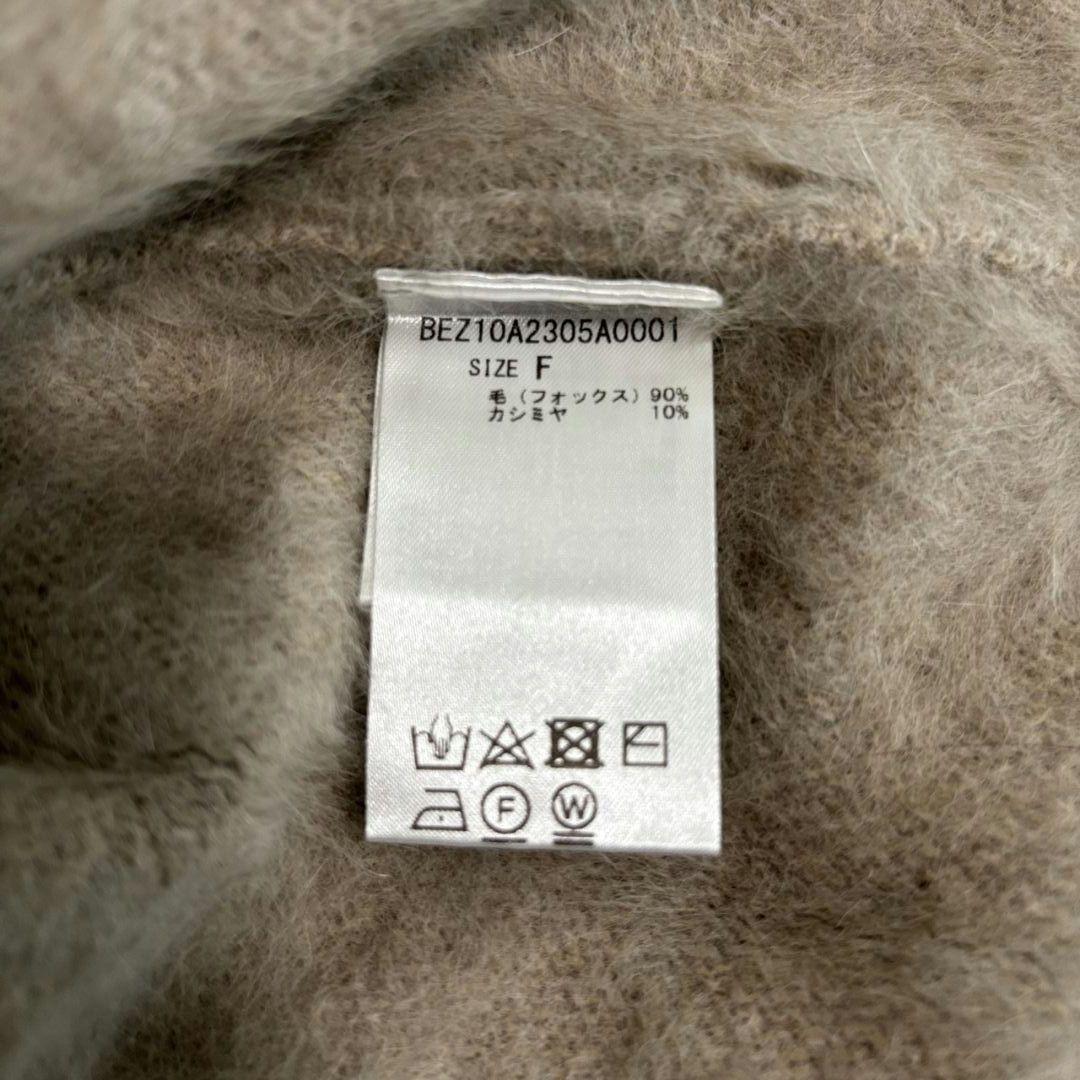 BEZ10A2305A0001
SIZE F
毛(フォックス) 90%
カシミヤ 10%
F W